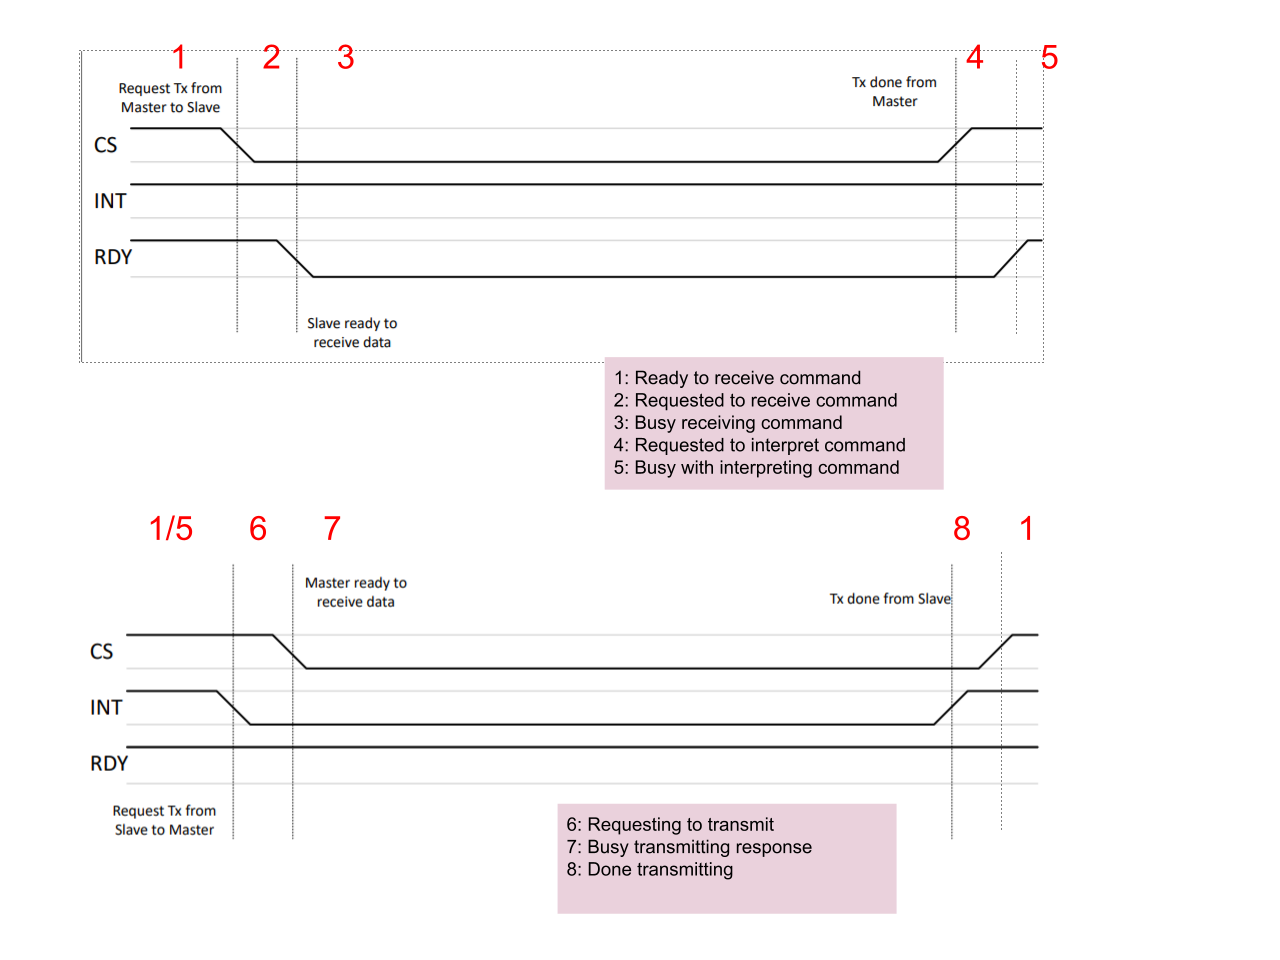 1 2 3 4 5
Request Tx from
Master to Slave
Tx done from
Master
CS
INT
RDY
Slave ready to
receive data
1: Ready to receive command
2: Requested to receive command
3: Busy receiving command
4: Requested to interpret command
5: Busy with interpreting command
1/5 6 7 8 1
Master ready to
receive data
Tx done from Slave
CS
INT
RDY
Request Tx from
Slave to Master
6: Requesting to transmit
7: Busy transmitting response
8: Done transmitting